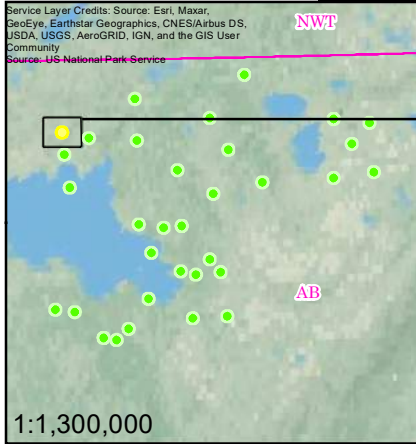 Service Layer Credits: Source: Esri, Maxar,
GeoEye, Earthstar Geographics, CNES/Airbus DS,
USDA, USGS, AeroGRID, IGN, and the GIS User
Community
Source: US National Park Service
NWT
AB
1:1,300,000